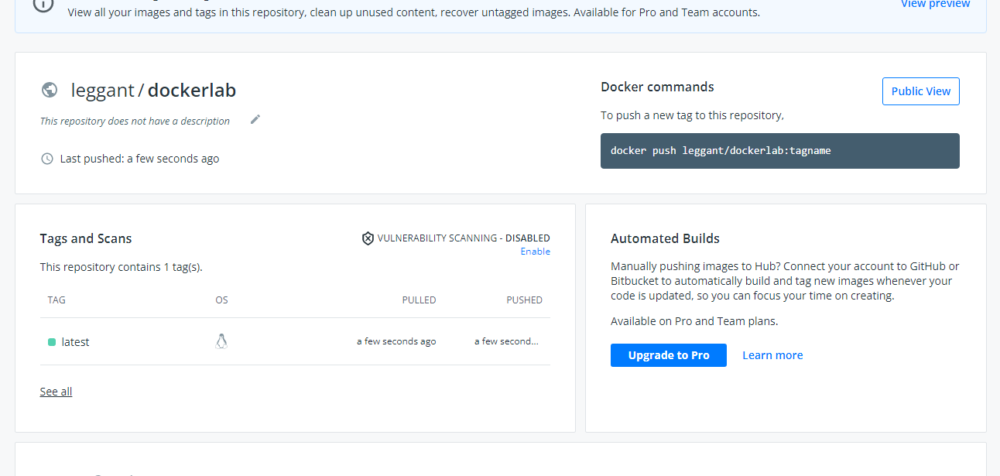 View all your images and tags in this repository, clean up unused content, recover untagged images. Available for Pro and Team accounts.
View preview
leggant / dockerlab
This repository does not have a description
Last pushed: a few seconds ago
Docker commands
Public View
To push a new tag to this repository,
docker push leggant/dockerlab:tagname
Tags and Scans
VULNERABILITY SCANNING - DISABLED
Enable
This repository contains 1 tag(s).
TAG OS PULLED PUSHED
latest a few seconds ago a few second...
See all
Automated Builds
Manually pushing images to Hub? Connect your account to GitHub or
Bitbucket to automatically build and tag new images whenever your
code is updated, so you can focus your time on creating.
Available on Pro and Team plans.
Upgrade to Pro Learn more